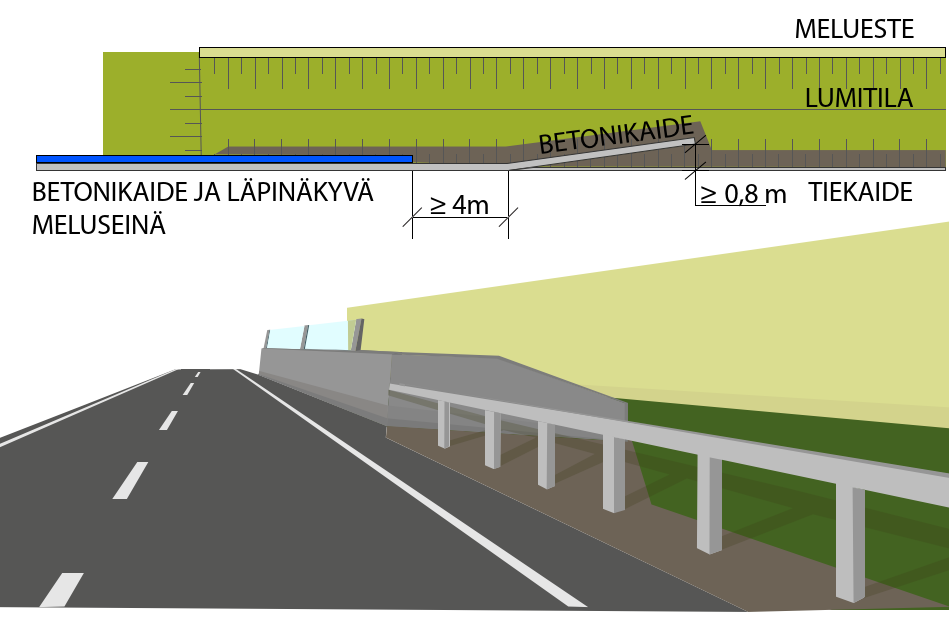 MELUESTE
LUMITILA
BETONIKAIDE
BETONIKAIDE JA LÄPINÄKYVÄ
MELUSEINÄ
≥ 4m
≥ 0,8 m
TIEKAIDE